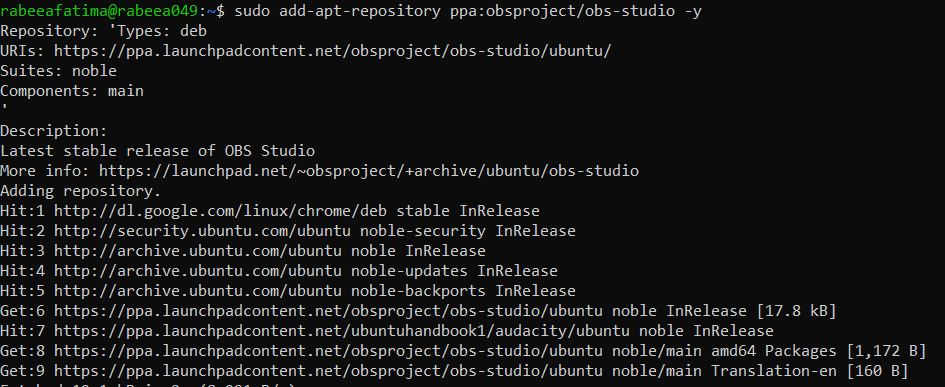 rabeeafatima@rabeea049:~$ sudo add-apt-repository ppa:obsproject/obs-studio -y
Repository: 'Types: deb
URIs: https://ppa.launchpadcontent.net/obsproject/obs-studio/ubuntu/
Suites: noble
Components: main
'
Description:
Latest stable release of OBS Studio
More info: https://launchpad.net/~obsproject/+archive/ubuntu/obs-studio
Adding repository.
Hit:1 http://dl.google.com/linux/chrome/deb stable InRelease
Hit:2 http://security.ubuntu.com/ubuntu noble-security InRelease
Hit:3 http://archive.ubuntu.com/ubuntu noble InRelease
Hit:4 http://archive.ubuntu.com/ubuntu noble-updates InRelease
Hit:5 http://archive.ubuntu.com/ubuntu noble-backports InRelease
Get:6 https://ppa.launchpadcontent.net/obsproject/obs-studio/ubuntu noble InRelease [17.8 kB]
Hit:7 https://ppa.launchpadcontent.net/ubuntuhandbook1/audacity/ubuntu noble InRelease
Get:8 https://ppa.launchpadcontent.net/obsproject/obs-studio/ubuntu noble/main amd64 Packages [1,172 B]
Get:9 https://ppa.launchpadcontent.net/obsproject/obs-studio/ubuntu noble/main Translation-en [160 B]